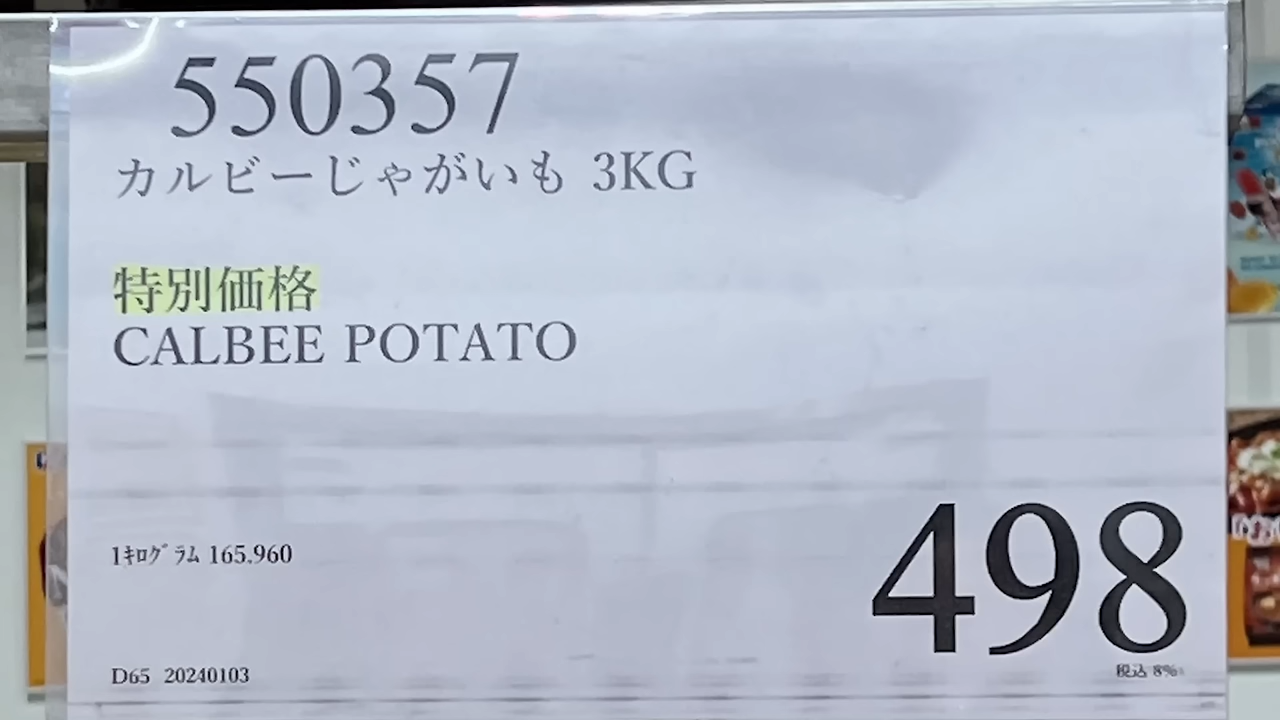 550357
カルビーじゃがいも 3KG
特別価格
CALBEE POTATO
1ｷﾛｸﾞﾗﾑ 165.960
498
税込 8%
D65 20240103